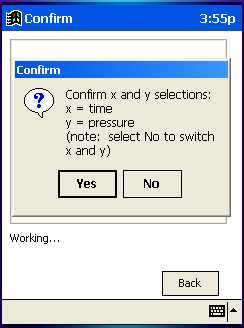 Confirm 3:55p
Confirm
Confirm x and y selections:
x = time
y = pressure
(note:  select No to switch
x and y)
Yes No
Working...
Back